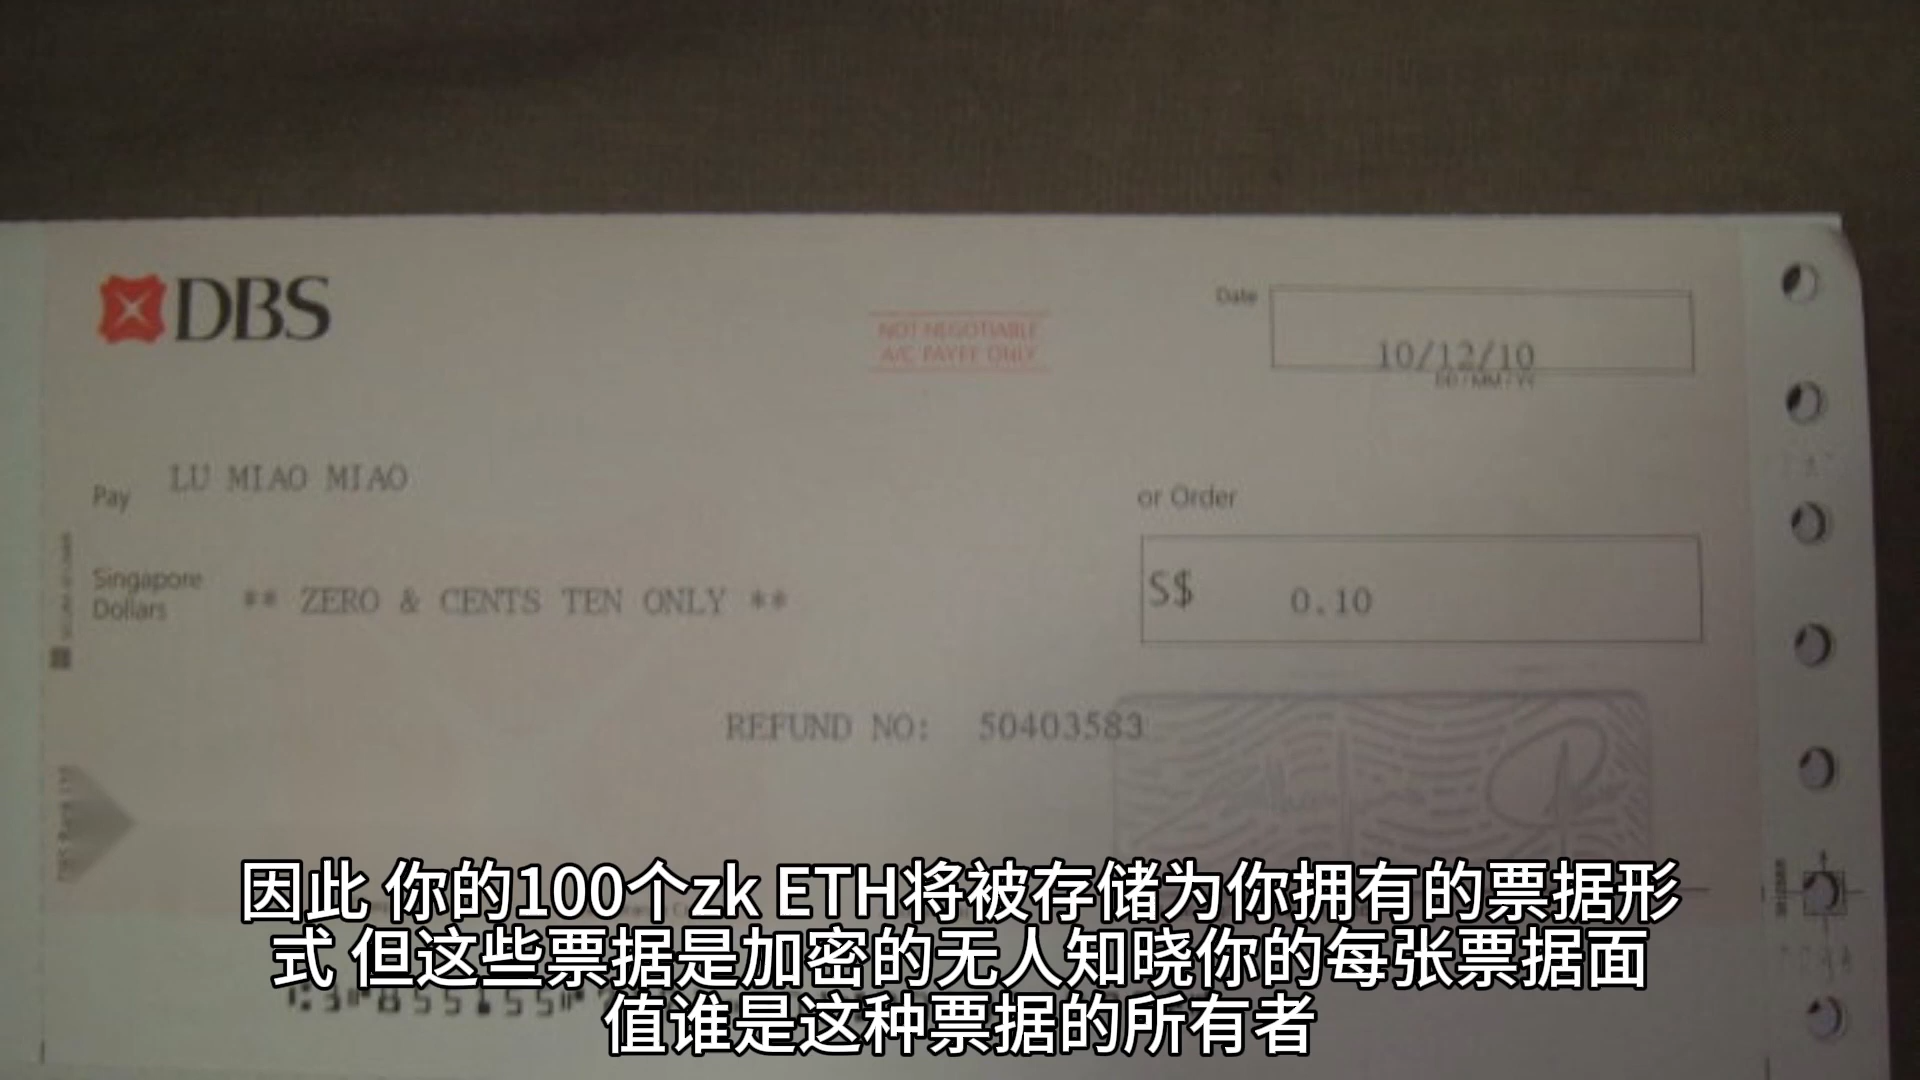 DBS
NOT NEGOTIABLE
A/C PAYEE ONLY
Date
10/12/10
DD / MM / YY
Pay
LU MIAO MIAO
or Order
Singapore
Dollars
** ZERO & CENTS TEN ONLY **
S$
0.10
REFUND NO: 50403583
因此 你的100个zk ETH将被存储为你拥有的票据形
式 但这些票据是加密的无人知晓你的每张票据面
值谁是这种票据的所有者